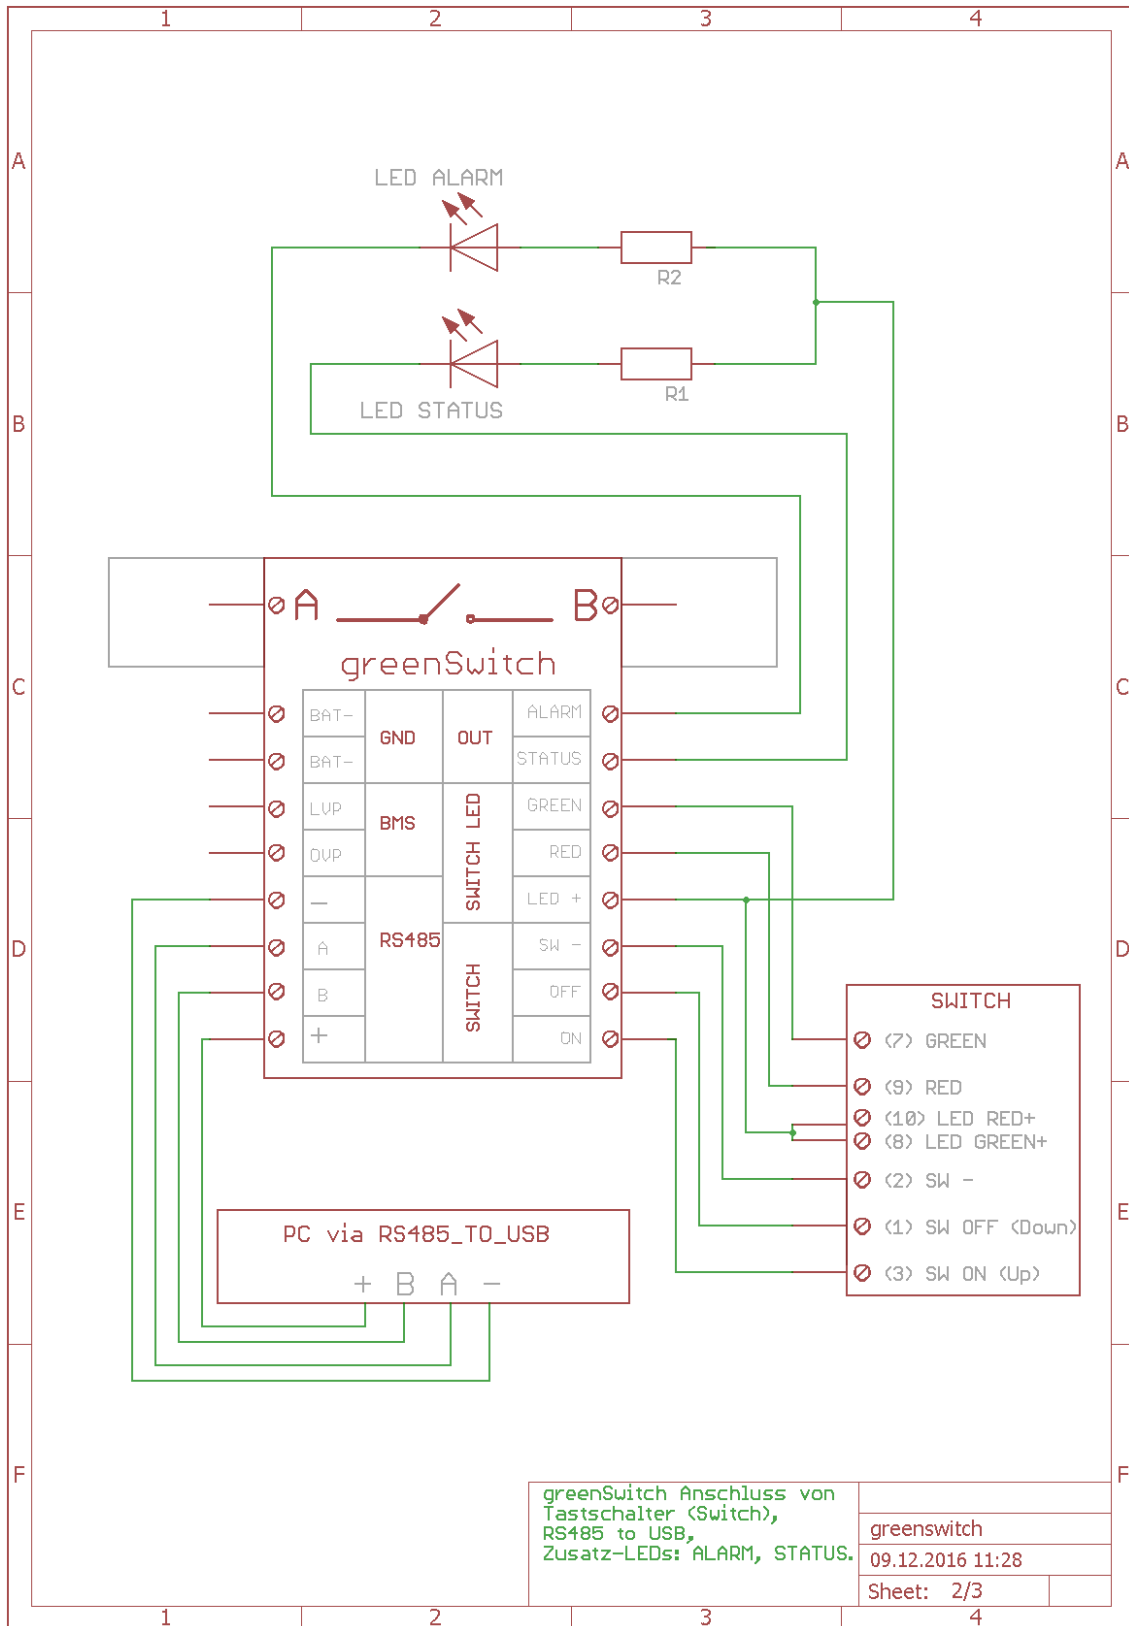 1 2 3 4
A A
LED ALARM
R2
B B
R1
LED STATUS
A B
greenSwitch
C C
BAT- GND OUT ALARM
BAT- STATUS
LVP BMS SWITCH LED GREEN
OVP RED
- RS485 LED +
D D
A SWITCH SW -
B OFF
+ ON
SWITCH
(7) GREEN
(9) RED
(10) LED RED+
(8) LED GREEN+
(2) SW -
E E
(1) SW OFF (Down)
(3) SW ON (Up)
PC via RS485_TO_USB
+ B A -
F F
greenSwitch Anschluss von
Tastschalter (Switch),
RS485 to USB,
Zusatz-LEDs: ALARM, STATUS.
greenswitch
09.12.2016 11:28
Sheet: 2/3
1 2 3 4